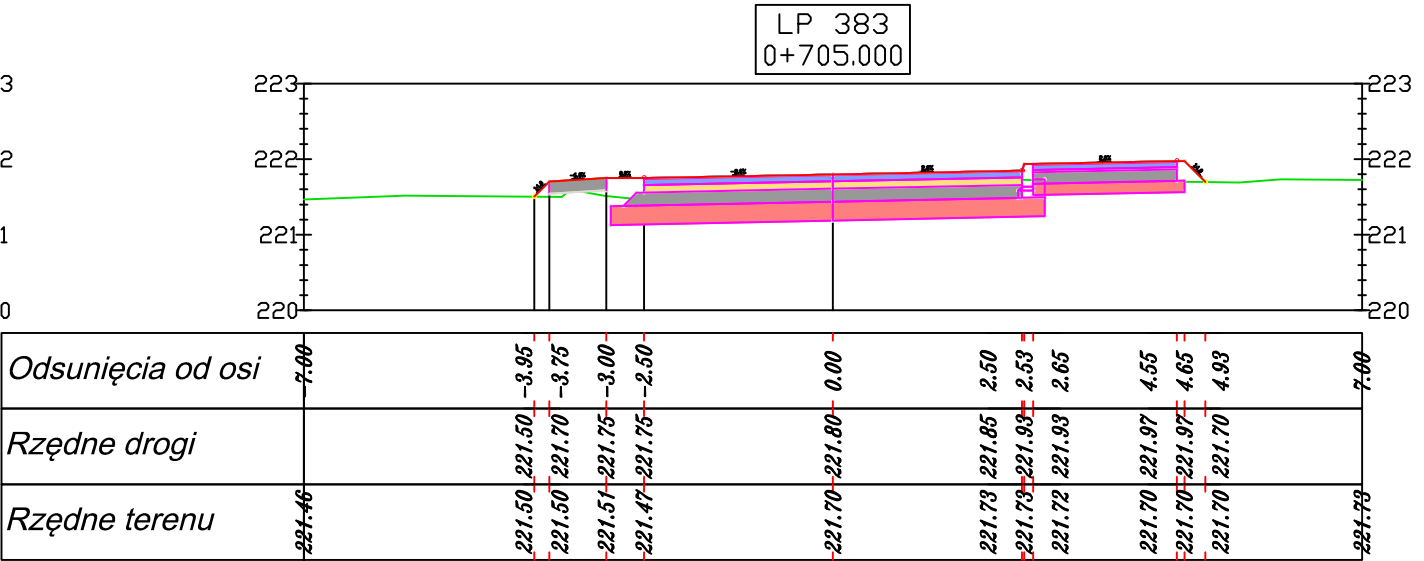 LP 383
0+705.000
3 223 223
2 222 222
1 221 221
0 220 220
Odsunięcia od osi -7.00 -3.95 -3.75 -3.00 -2.50 0.00 2.50 2.53 2.65 4.55 4.65 4.93 7.00
Rzędne drogi 221.50 221.70 221.75 221.75 221.80 221.85 221.93 221.93 221.97 221.97 221.70
Rzędne terenu 221.46 221.50 221.50 221.51 221.47 221.70 221.73 221.73 221.72 221.70 221.70 221.70 221.73